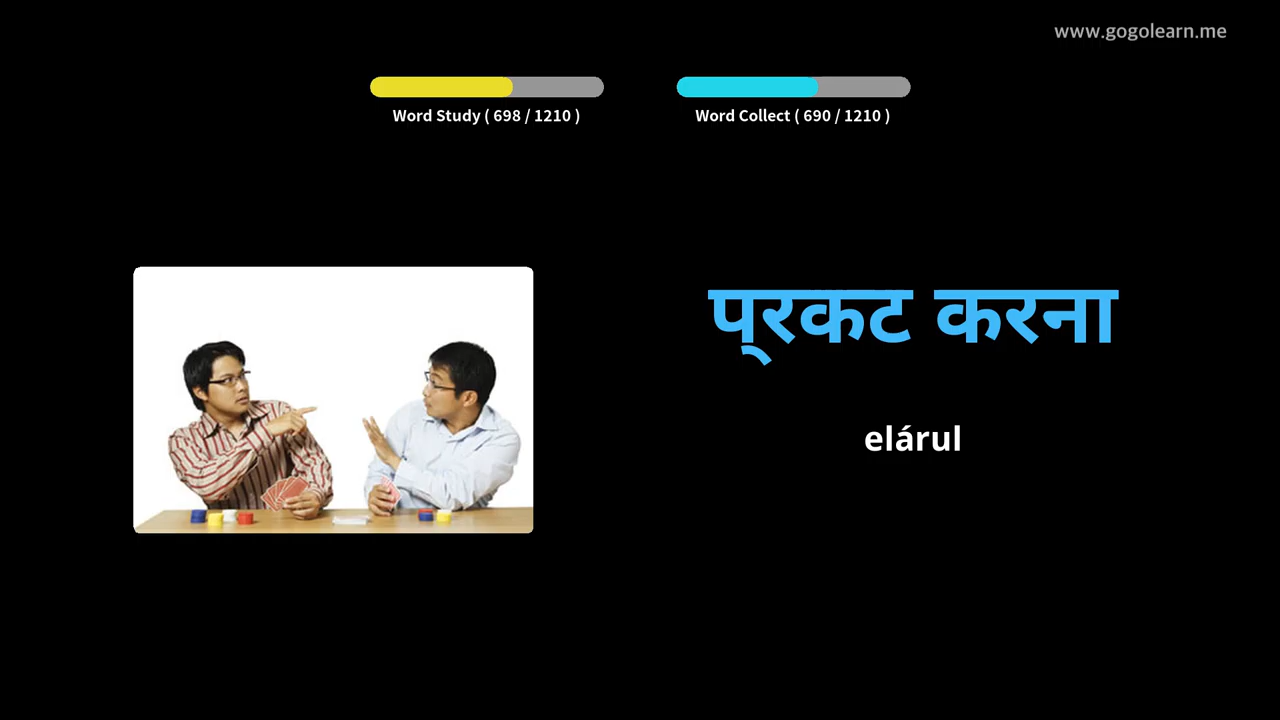 www.gogolearn.me
Word Study ( 698 / 1210 )
Word Collect ( 690 / 1210 )
प्‌रकट करना
elárul